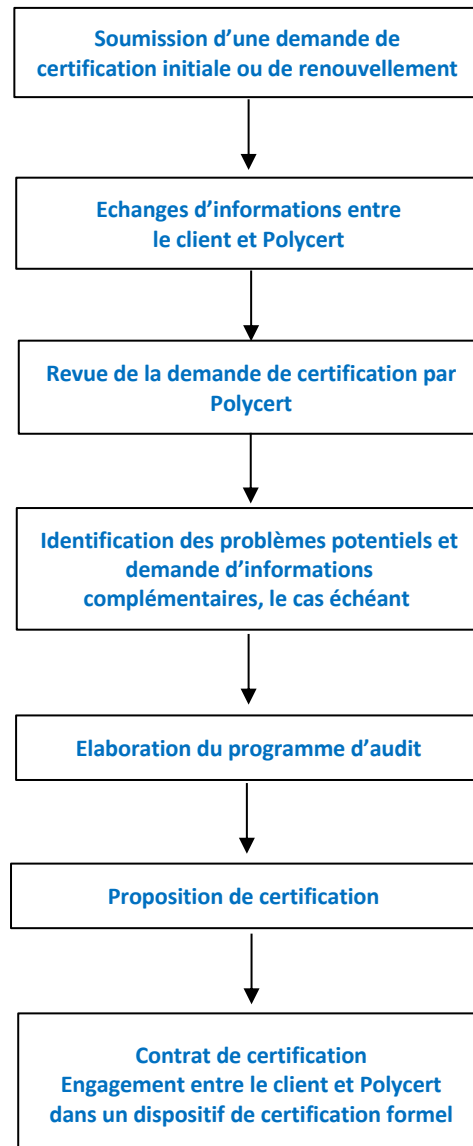 Soumission d’une demande de
certification initiale ou de renouvellement
Echanges d’informations entre
le client et Polycert
Revue de la demande de certification par
Polycert
Identification des problèmes potentiels et
demande d’informations
complémentaires, le cas échéant
Elaboration du programme d’audit
Proposition de certification
Contrat de certification
Engagement entre le client et Polycert
dans un dispositif de certification formel